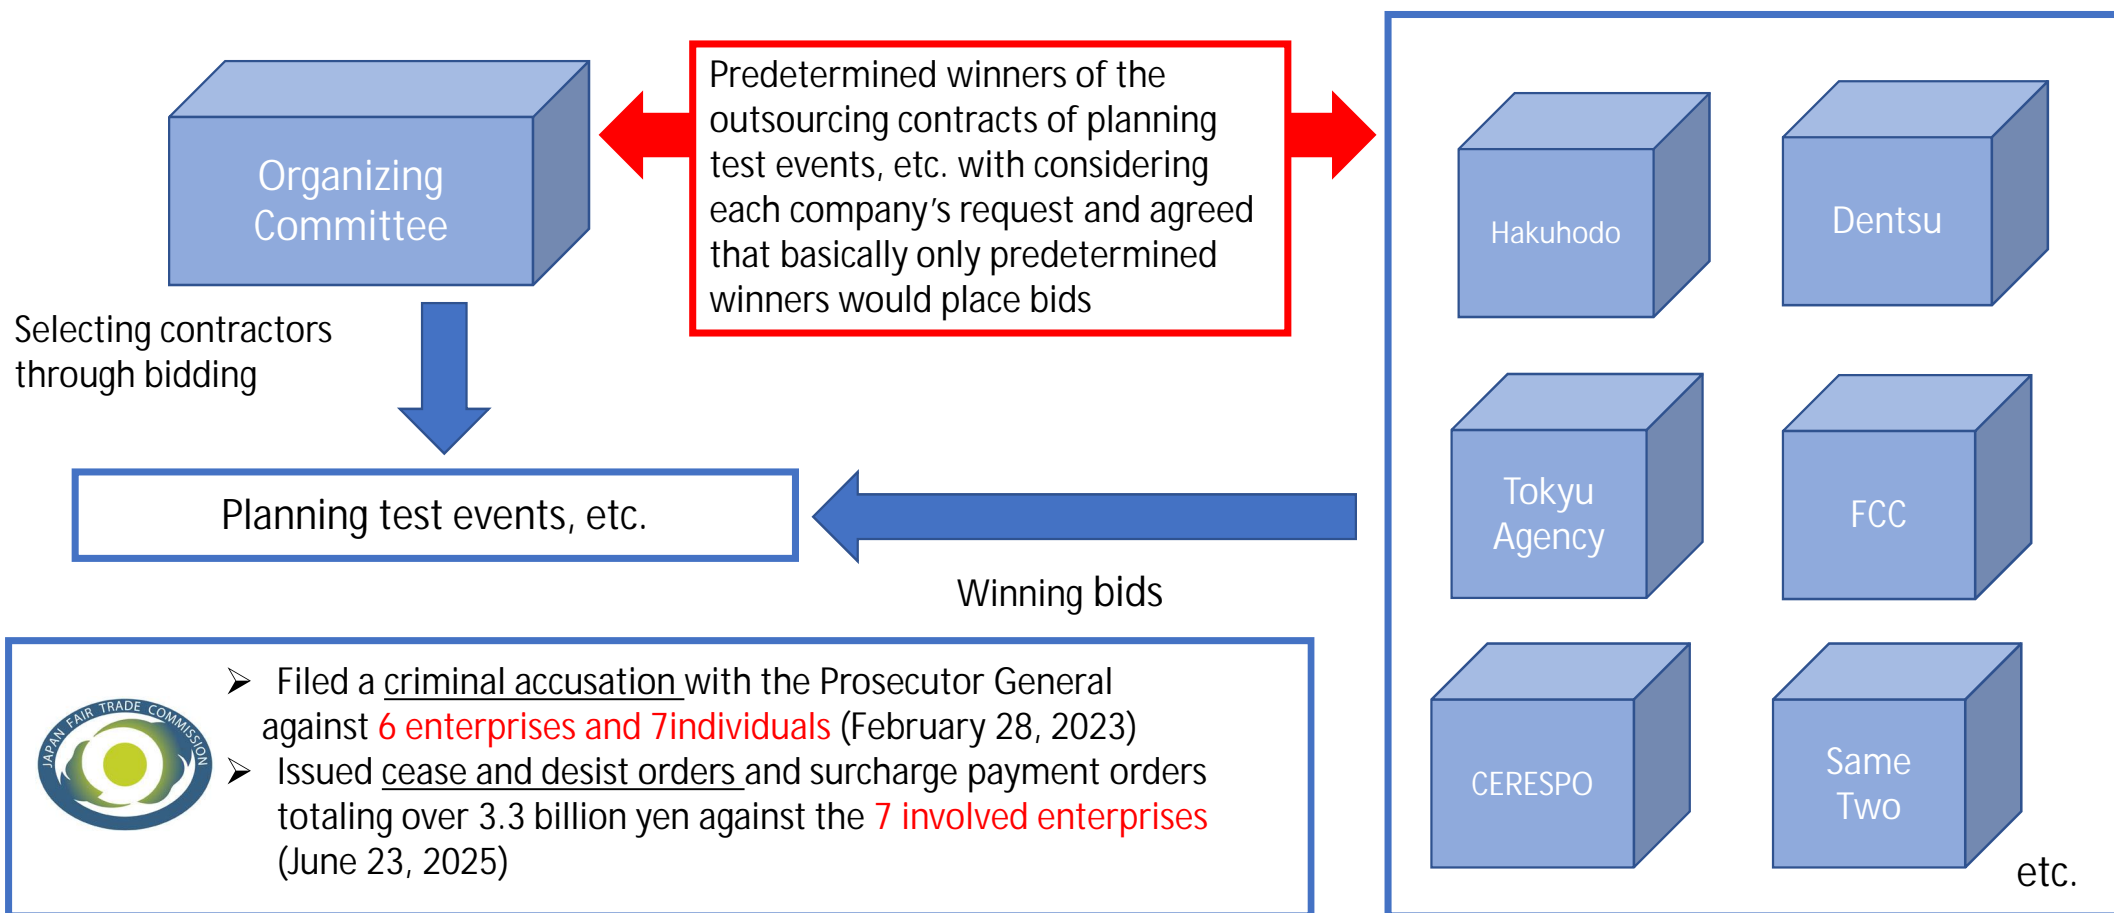 Organizing
Committee
Predetermined winners of the
outsourcing contracts of planning
test events, etc. with considering
each company's request and agreed
that basically only predetermined
winners would place bids
Hakuhodo
Dentsu
Selecting contractors
through bidding
Tokyu
Agency
FCC
Planning test events, etc.
Winning bids
CERESPO
Same
Two
etc.
JAPAN FAIR TRADE COMMISSION
➢ Filed a criminal accusation with the Prosecutor General
against 6 enterprises and 7individuals (February 28, 2023)
➢ Issued cease and desist orders and surcharge payment orders
totaling over 3.3 billion yen against the 7 involved enterprises
(June 23, 2025)